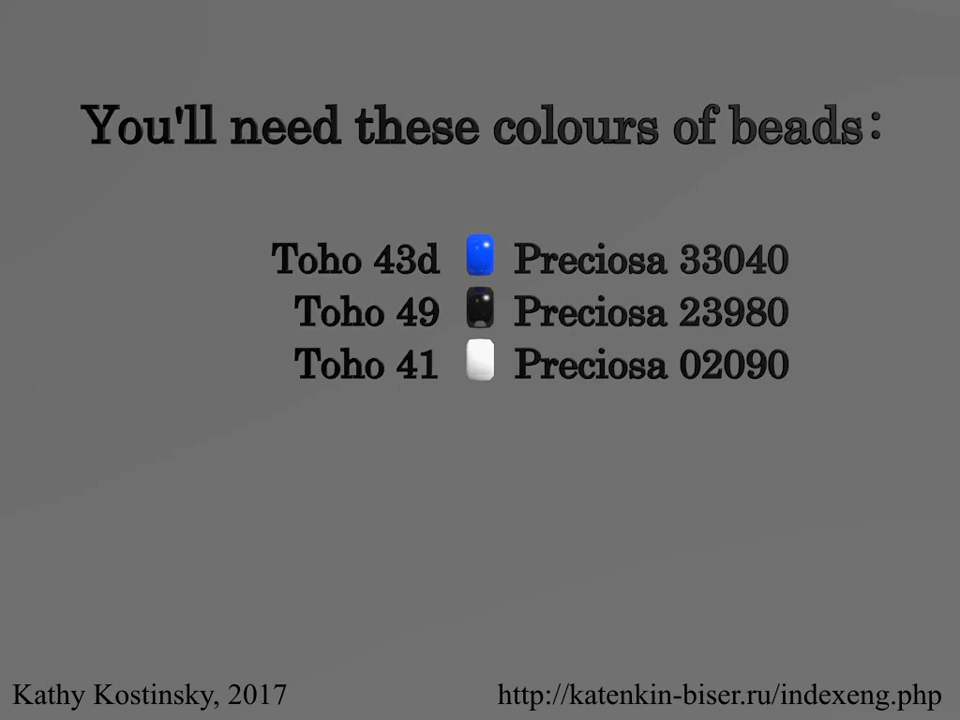 You'll need these colours of beads:
Toho 43d Preciosa 33040
Toho 49 Preciosa 23980
Toho 41 Preciosa 02090
Kathy Kostinsky, 2017 http://katenkin-biser.ru/indexeng.php